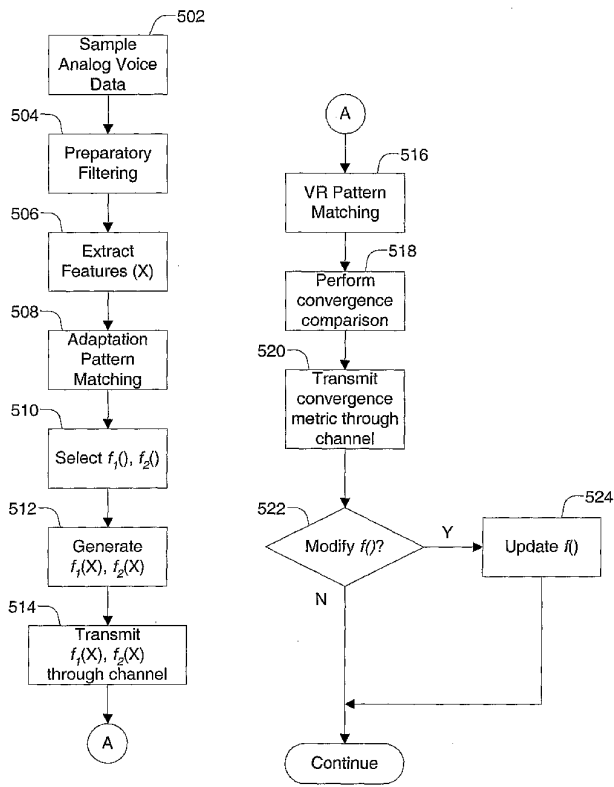 502
Sample
Analog Voice
Data
504
Preparatory
Filtering
506
Extract
Features (X)
508
Adaptation
Pattern
Matching
510
Select f1(), f2()
512
Generate
f1(X), f2(X)
514
Transmit
f1(X), f2(X)
through channel
A
A
516
VR Pattern
Matching
518
Perform
convergence
comparison
520
Transmit
convergence
metric through
channel
522
Modify f()?
Y
N
524
Update f()
Continue